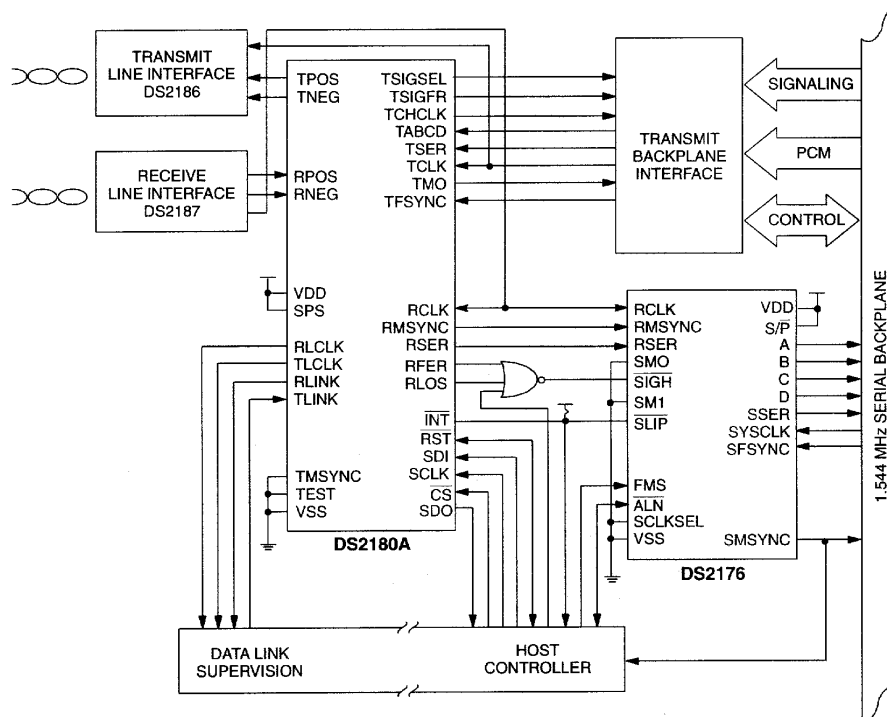 TRANSMIT
LINE INTERFACE
DS2186
RECEIVE
LINE INTERFACE
DS2187
TPOS
TNEG
RPOS
RNEG
VDD
SPS
RLCLK
TLCLK
RLINK
TLINK
TMSYNC
TEST
VSS
TSIGSEL
TSIGFR
TCHCLK
TABCD
TSER
TCLK
TMO
TFSYNC
RCLK
RMSYNC
RSER
RFER
RLOS
INT
RST
SDI
SCLK
CS
SDO
DS2180A
TRANSMIT
BACKPLANE
INTERFACE
SIGNALING
PCM
CONTROL
RCLK
RMSYNC
RSER
SMO
SIGH
SM1
SLIP
FMS
ALN
SCLKSEL
VSS
VDD
S/P
A
B
C
D
SSER
SYSCLK
SFSYNC
SMSYNC
DS2176
1.544 MHz SERIAL BACKPLANE
DATA LINK
SUPERVISION
HOST
CONTROLLER